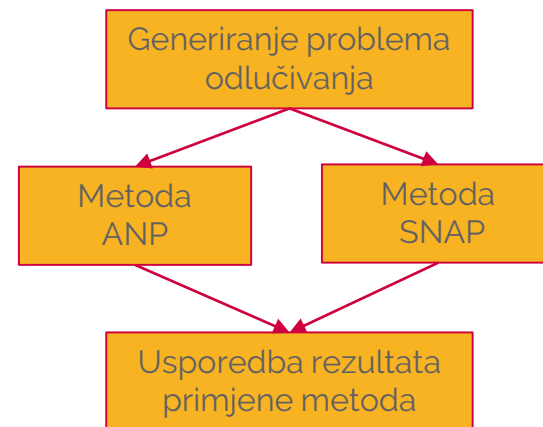 Generiranje problema
odlučivanja
Metoda
ANP
Metoda
SNAP
Usporedba rezultata
primjene metoda